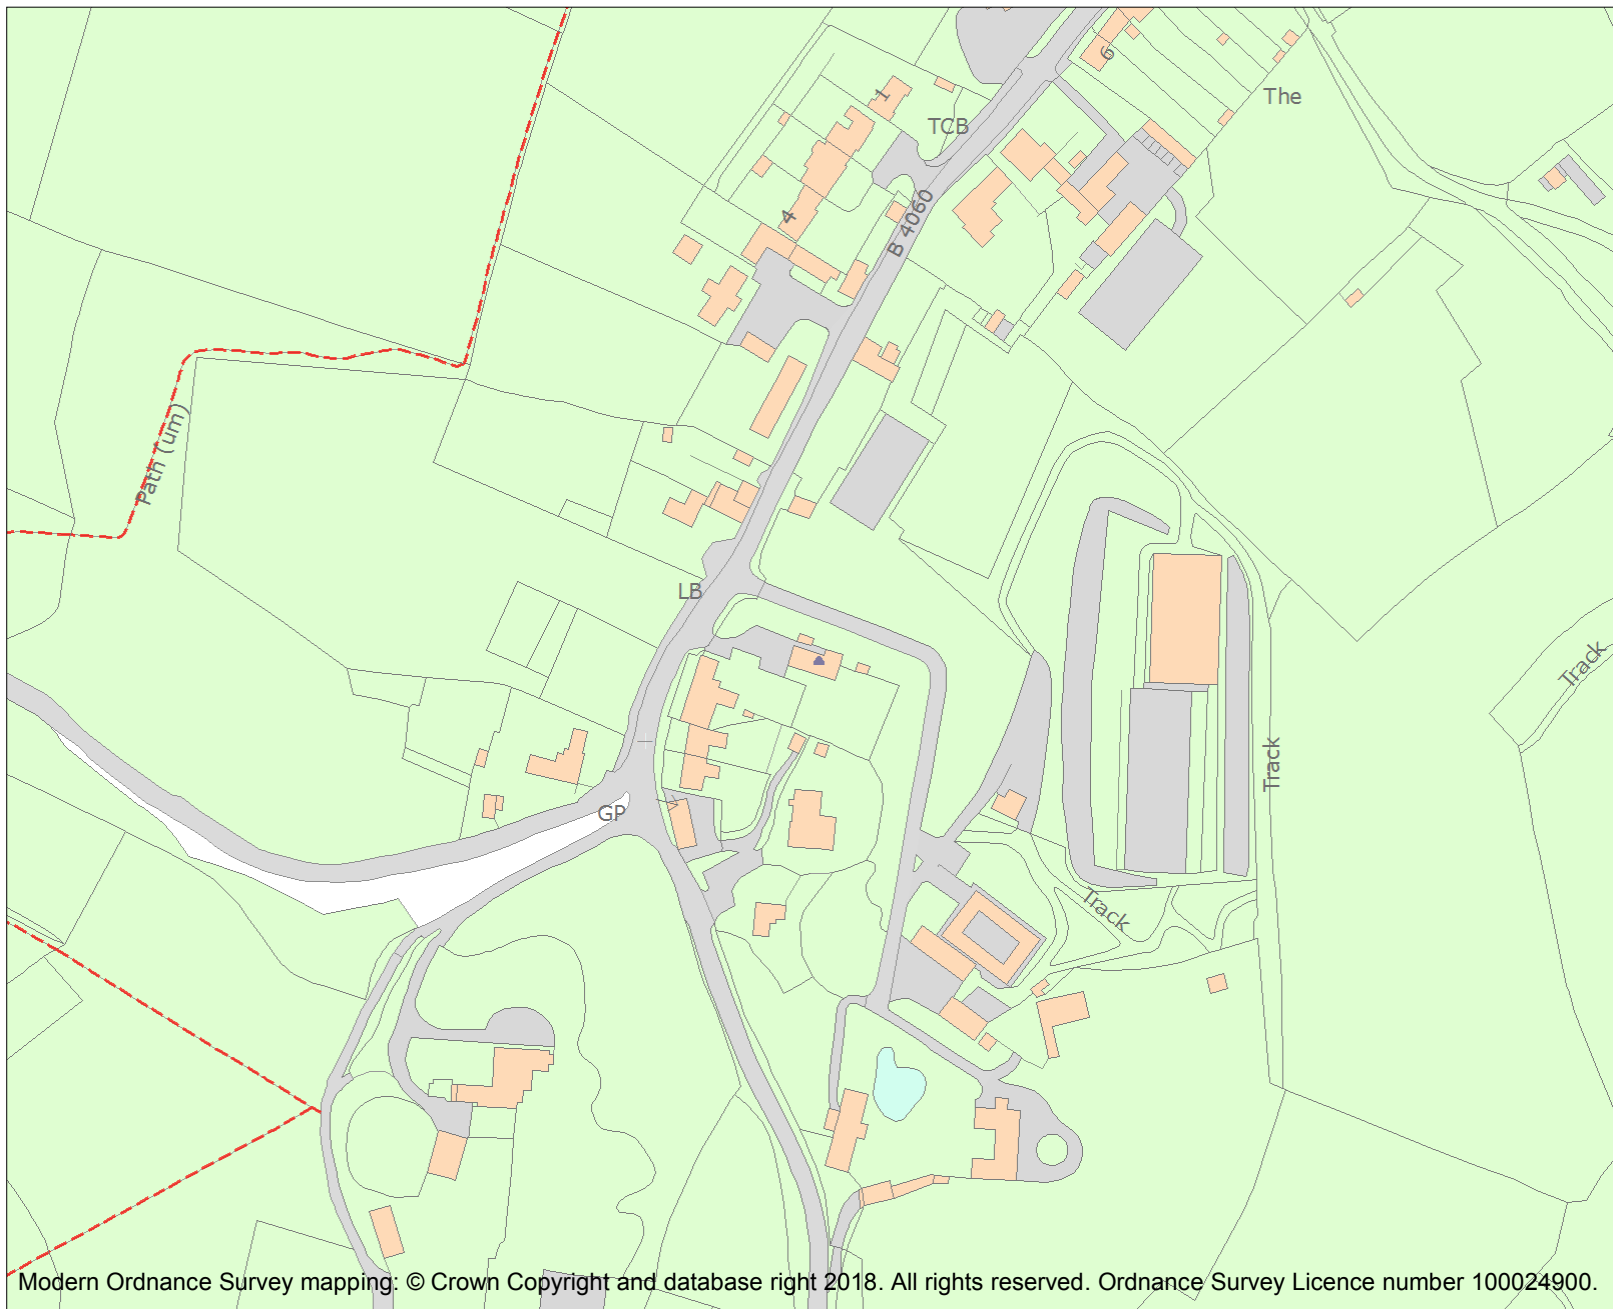 6
The
1
TCB
4
B 4060
Path (um)
LB
Track
Track
GP
Track
Modern Ordnance Survey mapping: © Crown Copyright and database right 2018. All rights reserved. Ordnance Survey Licence number 100024900.